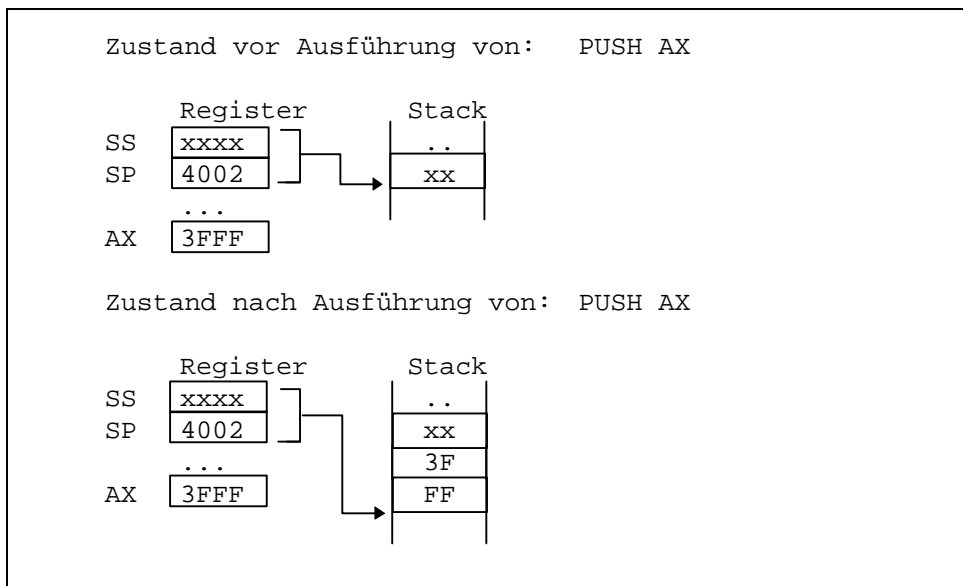 Zustand vor Ausführung von: PUSH AX
Register Stack
SS xxxx ..
SP 4002 xx
...
AX 3FFF
Zustand nach Ausführung von: PUSH AX
Register Stack
SS xxxx ..
SP 4002 xx
... 3F
AX 3FFF FF